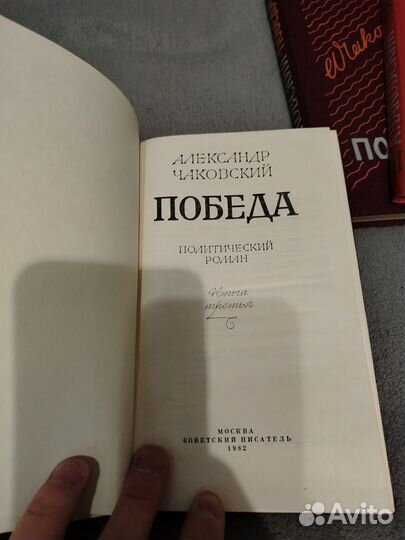 АЛЕКСАНДР
ЧАКОВСКИЙ
ПОБЕДА
ПОЛИТИЧЕСКИЙ
РОМАН
Книга
третья
МОСКВА
СОВЕТСКИЙ ПИСАТЕЛЬ
1982
ПО
Avito